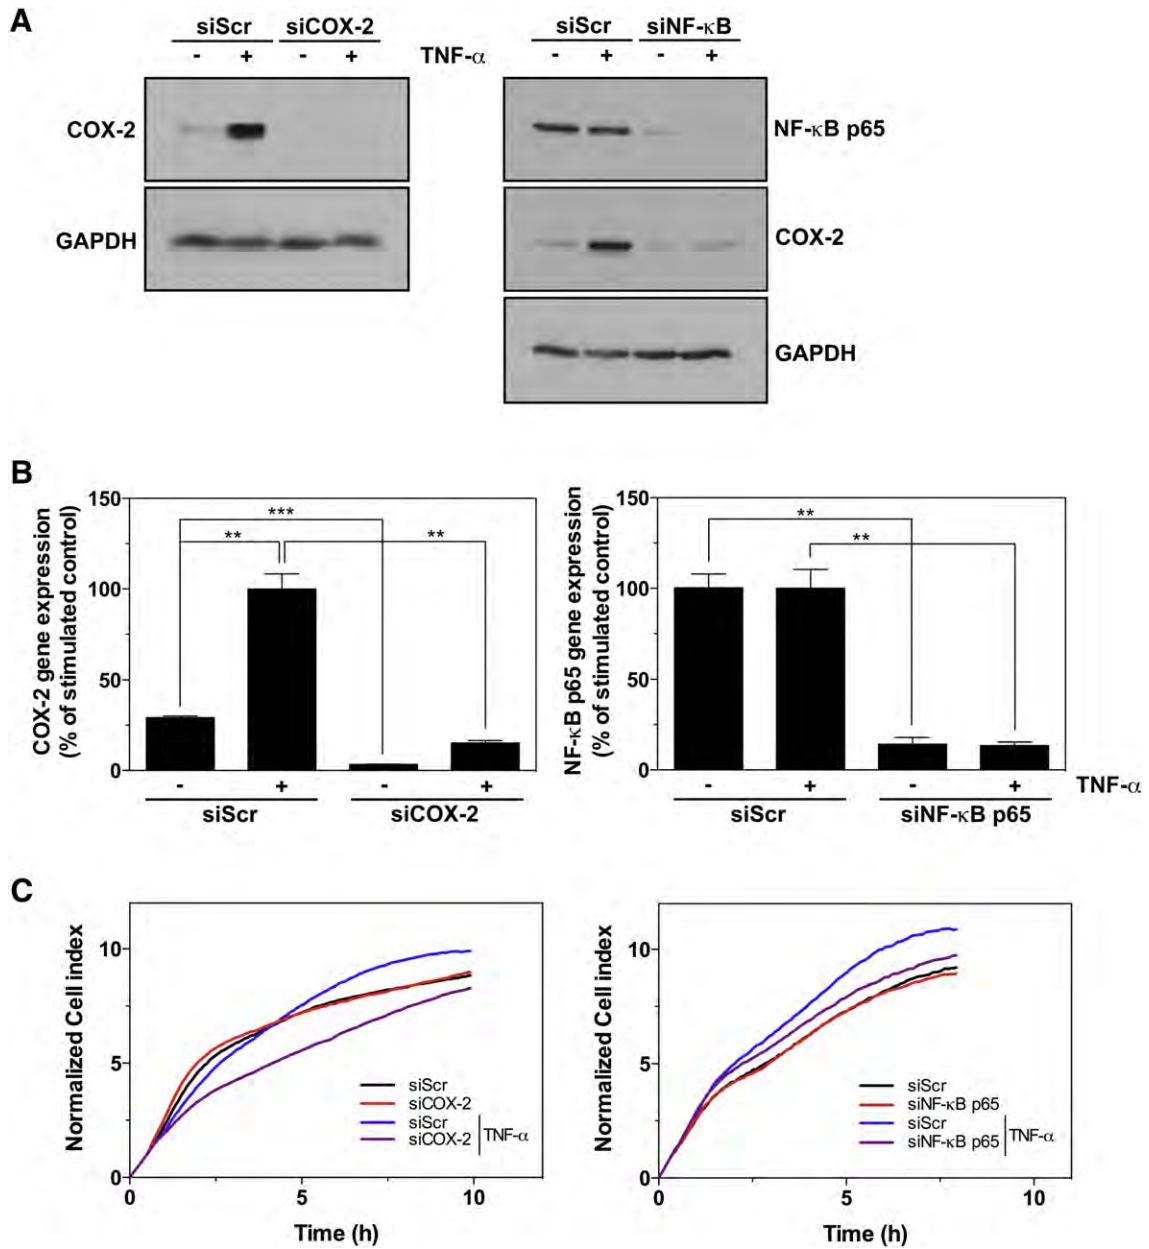 A
siScr siCOX-2
- + - +
TNF-α
siScr siNF-κB
- + - +
COX-2
NF-κB p65
GAPDH
COX-2
GAPDH
B
COX-2 gene expression
(% of stimulated control)
150
100
50
0
***
** **
- + - +
siScr siCOX-2
NF-κB p65 gene expression
(% of stimulated control)
150
100
50
0
**
**
- + - +
TNF-α
siScr siNF-κB p65
C
Normalized Cell index
10
5
0
siScr
siCOX-2
siScr
siCOX-2
TNF-α
0 5 10
Time (h)
Normalized Cell index
10
5
0
siScr
siNF-κB p65
siScr
siNF-κB p65
TNF-α
0 5 10
Time (h)